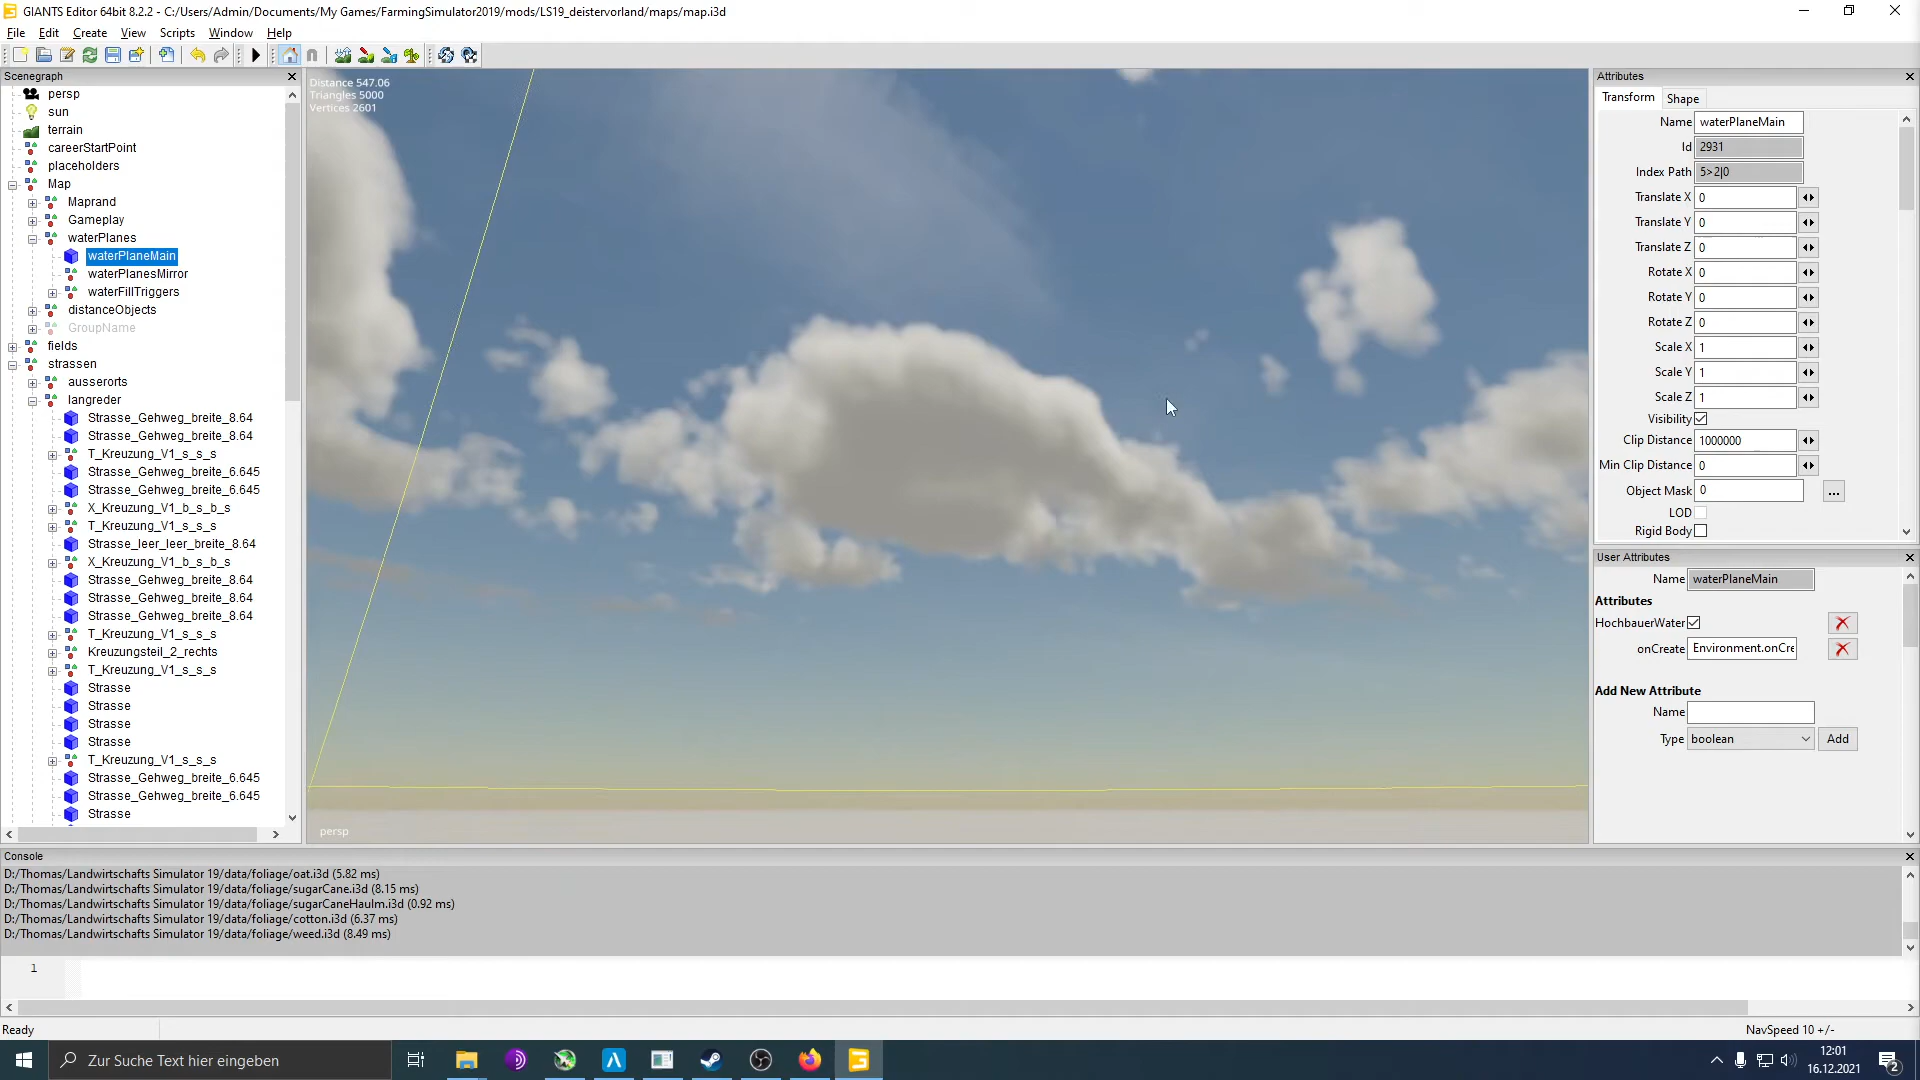 GIANTS Editor 64bit 8.2.2 - C:/Users/Admin/Documents/My Games/FarmingSimulator2019/mods/LS19_deistervorland/maps/map.i3d
File Edit Create View Scripts Window Help
Scenegraph
persp
sun
terrain
careerStartPoint
placeholders
Map
Maprand
Gameplay
waterPlanes
waterPlaneMain
waterPlanesMirror
waterFillTriggers
distanceObjects
GroupName
fields
strassen
ausserorts
langreder
Strasse_Gehweg_breite_8.64
Strasse_Gehweg_breite_8.64
T_Kreuzung_V1_s_s_s
Strasse_Gehweg_breite_6.645
Strasse_Gehweg_breite_6.645
X_Kreuzung_V1_b_s_b_s
T_Kreuzung_V1_s_s_s
Strasse_leer_leer_breite_8.64
X_Kreuzung_V1_b_s_b_s
Strasse_Gehweg_breite_8.64
Strasse_Gehweg_breite_8.64
Strasse_Gehweg_breite_8.64
T_Kreuzung_V1_s_s_s
Kreuzungsteil_2_rechts
T_Kreuzung_V1_s_s_s
Strasse
Strasse
Strasse
Strasse
T_Kreuzung_V1_s_s_s
Strasse_Gehweg_breite_6.645
Strasse_Gehweg_breite_6.645
Strasse
Distance 547.06
Triangles 5000
Vertices 2601
persp
Attributes
Transform Shape
Name waterPlaneMain
Id 2931
Index Path 5>2|0
Translate X 0
Translate Y 0
Translate Z 0
Rotate X 0
Rotate Y 0
Rotate Z 0
Scale X 1
Scale Y 1
Scale Z 1
Visibility
Clip Distance 1000000
Min Clip Distance 0
Object Mask 0 ...
LOD
Rigid Body
User Attributes
Name waterPlaneMain
Attributes
HochbauerWater
onCreate Environment.onCre
Add New Attribute
Name
Type boolean Add
Console
D:/Thomas/Landwirtschafts Simulator 19/data/foliage/oat.i3d (5.82 ms)
D:/Thomas/Landwirtschafts Simulator 19/data/foliage/sugarCane.i3d (8.15 ms)
D:/Thomas/Landwirtschafts Simulator 19/data/foliage/sugarCaneHaulm.i3d (0.92 ms)
D:/Thomas/Landwirtschafts Simulator 19/data/foliage/cotton.i3d (6.37 ms)
D:/Thomas/Landwirtschafts Simulator 19/data/foliage/weed.i3d (8.49 ms)
1
Ready
NavSpeed 10 +/-
Zur Suche Text hier eingeben
12:01
16.12.2021
2